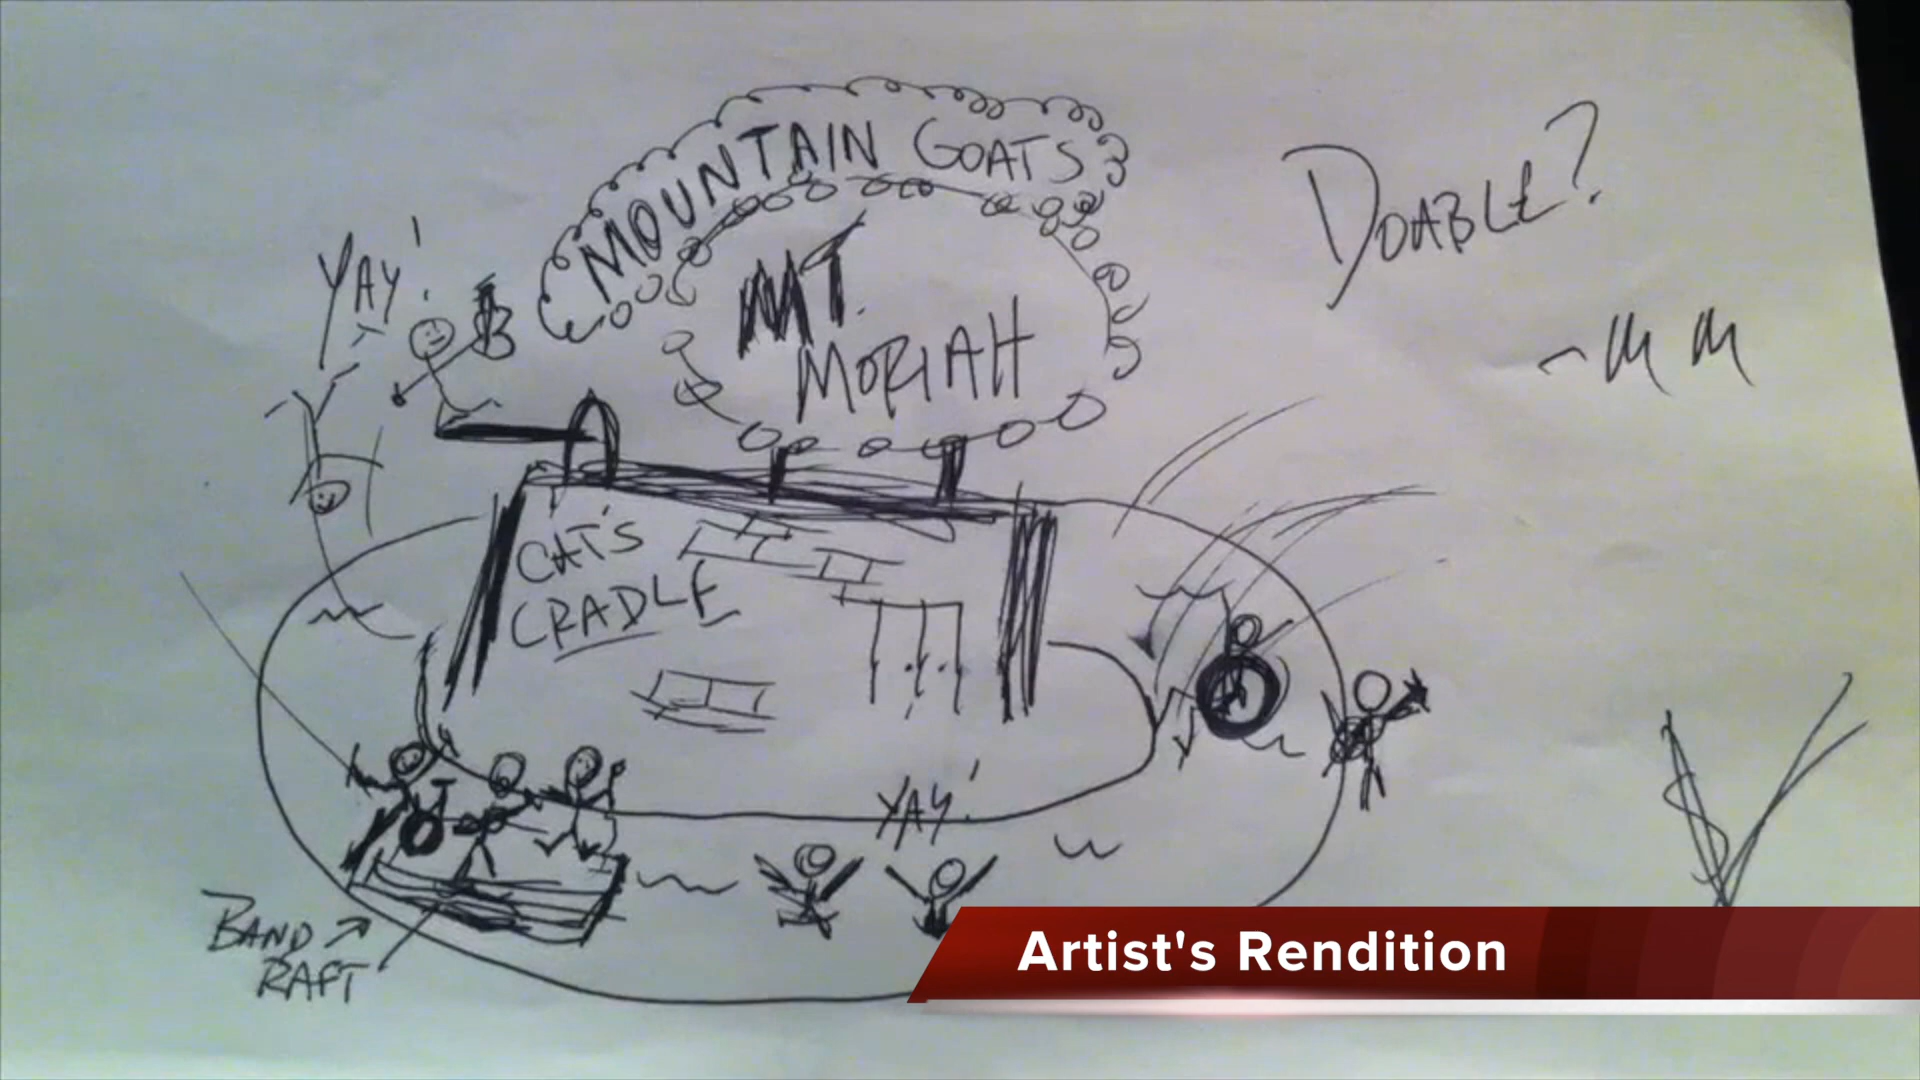 MOUNTAIN GOATS
MT.
MORIAH
YAY!
DOABLE?
~MM
CAT'S
CRADLE
YAY!
BAND
RAFT
Artist's Rendition